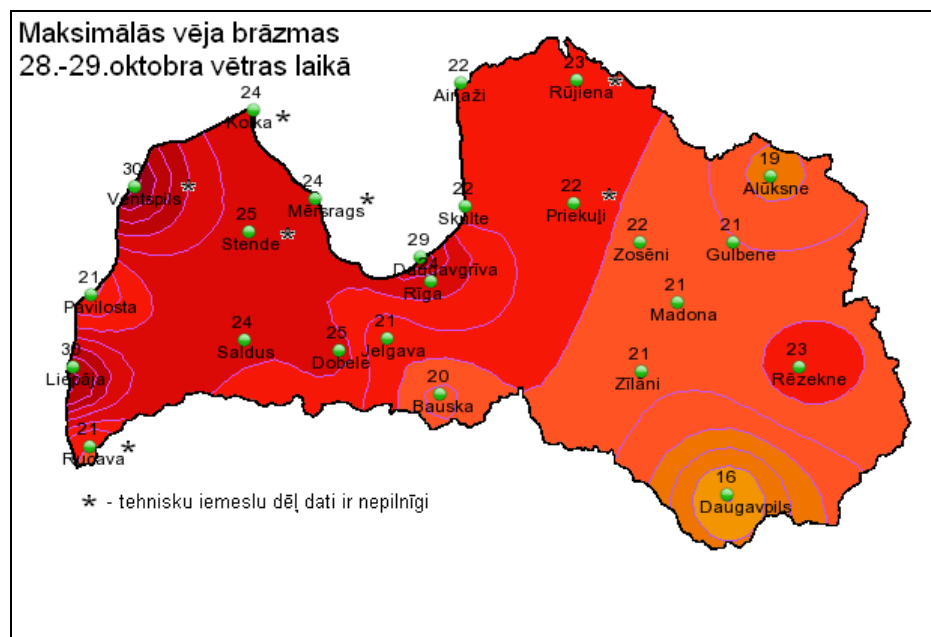 Maksimālās vēja brāzmas
28.-29.oktobra vētras laikā
22
Ainaži
23
Rūjiena *
24
Kolka *
19
Alūksne
30
Ventspils *
24
Mērsrags *
22
Skulte
22
Priekuļi *
25
Stende *
22
Zosēni
21
Gulbene
29
Daugavgrīva
24
Rīga
21
Pāvilosta
21
Madona
24
Saldus
25
Dobele
21
Jelgava
30
Liepāja
21
Zīlāni
23
Rēzekne
20
Bauska
21
Rucava *
16
Daugavpils
* - tehnisku iemeslu dēļ dati ir nepilnīgi